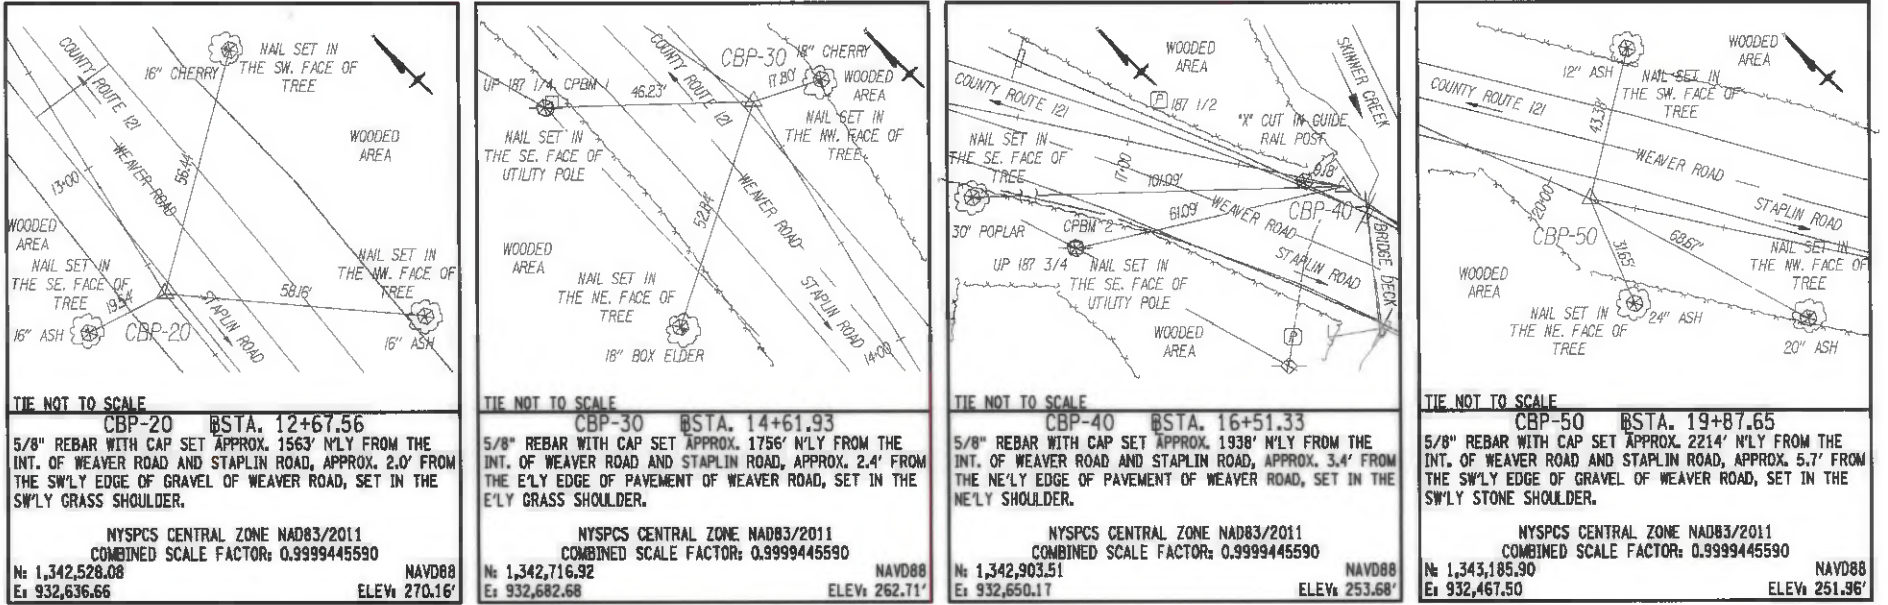 NAIL SET IN
THE SW. FACE OF
TREE
16" CHERRY
COUNTY ROUTE 121
WOODED
AREA
56.44'
WEAVER ROAD
13+00
WOODED
AREA
NAIL SET IN
THE SE. FACE OF
TREE
19.54'
16" ASH
CBP-20
STAPLIN ROAD
58.16'
NAIL SET IN
THE NW. FACE OF
TREE
16" ASH
TIE NOT TO SCALE
CBP-20 BSTA. 12+67.56
5/8" REBAR WITH CAP SET APPROX. 1563' N'LY FROM THE
INT. OF WEAVER ROAD AND STAPLIN ROAD, APPROX. 2.0' FROM
THE SW'LY EDGE OF GRAVEL OF WEAVER ROAD, SET IN THE
SW'LY GRASS SHOULDER.
NYSPCS CENTRAL ZONE NAD83/2011
COMBINED SCALE FACTOR: 0.9999445590
N: 1,342,528.08 NAVD88
E: 932,636.66 ELEV: 270.16'
COUNTY ROUTE 121
CBP-30
18" CHERRY
17.80'
WOODED
AREA
UP 187 1/4 CPBM 1
46.23'
NAIL SET IN
THE SE. FACE OF
UTILITY POLE
NAIL SET IN
THE NW. FACE OF
TREE
52.84'
WEAVER ROAD
WOODED
AREA
NAIL SET IN
THE NE. FACE OF
TREE
18" BOX ELDER
STAPLIN ROAD
14+00
TIE NOT TO SCALE
CBP-30 BSTA. 14+61.93
5/8" REBAR WITH CAP SET APPROX. 1756' N'LY FROM THE
INT. OF WEAVER ROAD AND STAPLIN ROAD, APPROX. 2.4' FROM
THE E'LY EDGE OF PAVEMENT OF WEAVER ROAD, SET IN THE
E'LY GRASS SHOULDER.
NYSPCS CENTRAL ZONE NAD83/2011
COMBINED SCALE FACTOR: 0.9999445590
N: 1,342,716.92 NAVD88
E: 932,682.68 ELEV: 262.71'
WOODED
AREA
SKINNER CREEK
COUNTY ROUTE 121
P 187 1/2
"X" CUT IN GUIDE
RAIL POST
NAIL SET IN
THE SE. FACE OF
TREE
17+00
101.99'
9.18'
61.09'
WEAVER ROAD
CBP-40
30" POPLAR
CPBM 2
UP 187 3/4
NAIL SET IN
THE SE. FACE OF
UTILITY POLE
STAPLIN ROAD
BRIDGE DECK
WOODED
AREA
P
TIE NOT TO SCALE
CBP-40 BSTA. 16+51.33
5/8" REBAR WITH CAP SET APPROX. 1938' N'LY FROM THE
INT. OF WEAVER ROAD AND STAPLIN ROAD, APPROX. 3.4' FROM
THE NE'LY EDGE OF PAVEMENT OF WEAVER ROAD, SET IN THE
NE'LY SHOULDER.
NYSPCS CENTRAL ZONE NAD83/2011
COMBINED SCALE FACTOR: 0.9999445590
N: 1,342,903.51 NAVD88
E: 932,650.17 ELEV: 253.68'
WOODED
AREA
12" ASH
NAIL SET IN
THE SW. FACE OF
TREE
COUNTY ROUTE 121
43.38'
WEAVER ROAD
20+00
STAPLIN ROAD
CBP-50
31.65'
68.67'
NAIL SET IN
THE NW. FACE OF
TREE
WOODED
AREA
NAIL SET IN
THE NE. FACE OF
TREE
24" ASH
20" ASH
TIE NOT TO SCALE
CBP-50 BSTA. 19+87.65
5/8" REBAR WITH CAP SET APPROX. 2214' N'LY FROM THE
INT. OF WEAVER ROAD AND STAPLIN ROAD, APPROX. 5.7' FROM
THE SW'LY EDGE OF GRAVEL OF WEAVER ROAD, SET IN THE
SW'LY STONE SHOULDER.
NYSPCS CENTRAL ZONE NAD83/2011
COMBINED SCALE FACTOR: 0.9999445590
N: 1,343,185.90 NAVD88
E: 932,467.50 ELEV: 251.96'